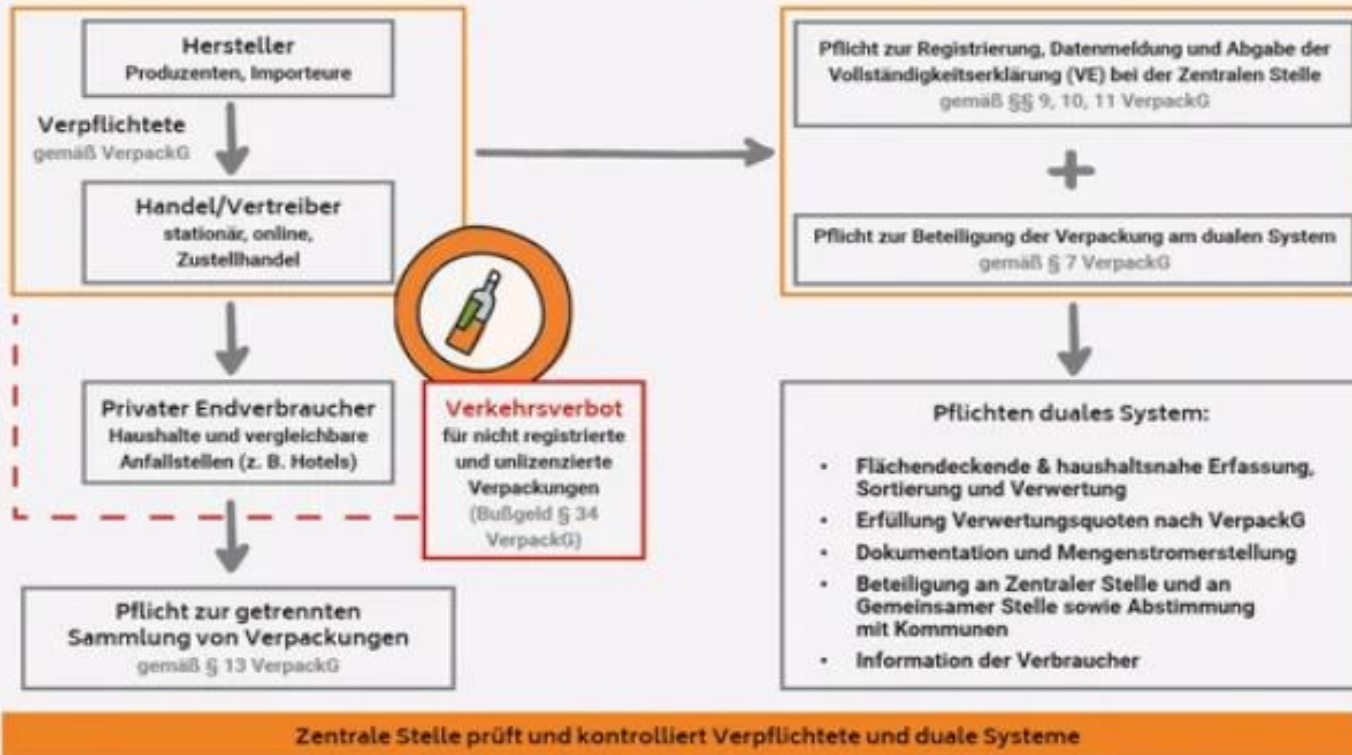 Hersteller
Produzenten, Importeure
Verpflichtete
gemäß VerpackG
Handel/Vertreiber
stationär, online,
Zustellhandel
Privater Endverbraucher
Haushalte und vergleichbare
Anfallstellen (z. B. Hotels)
Verkehrsverbot
für nicht registrierte
und unlizenzierte
Verpackungen
(Bußgeld § 34
VerpackG)
Pflicht zur getrennten
Sammlung von Verpackungen
gemäß § 13 VerpackG
Pflicht zur Registrierung, Datenmeldung und Abgabe der
Vollständigkeitserklärung (VE) bei der Zentralen Stelle
gemäß §§ 9, 10, 11 VerpackG
+
Pflicht zur Beteiligung der Verpackung am dualen System
gemäß § 7 VerpackG
Pflichten duales System:
• Flächendeckende & haushaltsnahe Erfassung,
Sortierung und Verwertung
• Erfüllung Verwertungsquoten nach VerpackG
• Dokumentation und Mengenstromerstellung
• Beteiligung an Zentraler Stelle und an
Gemeinsamer Stelle sowie Abstimmung
mit Kommunen
• Information der Verbraucher
Zentrale Stelle prüft und kontrolliert Verpflichtete und duale Systeme